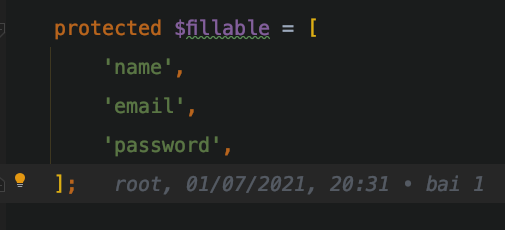 protected $fillable = [
'name',
'email',
'password',
]; root, 01/07/2021, 20:31 • bai 1